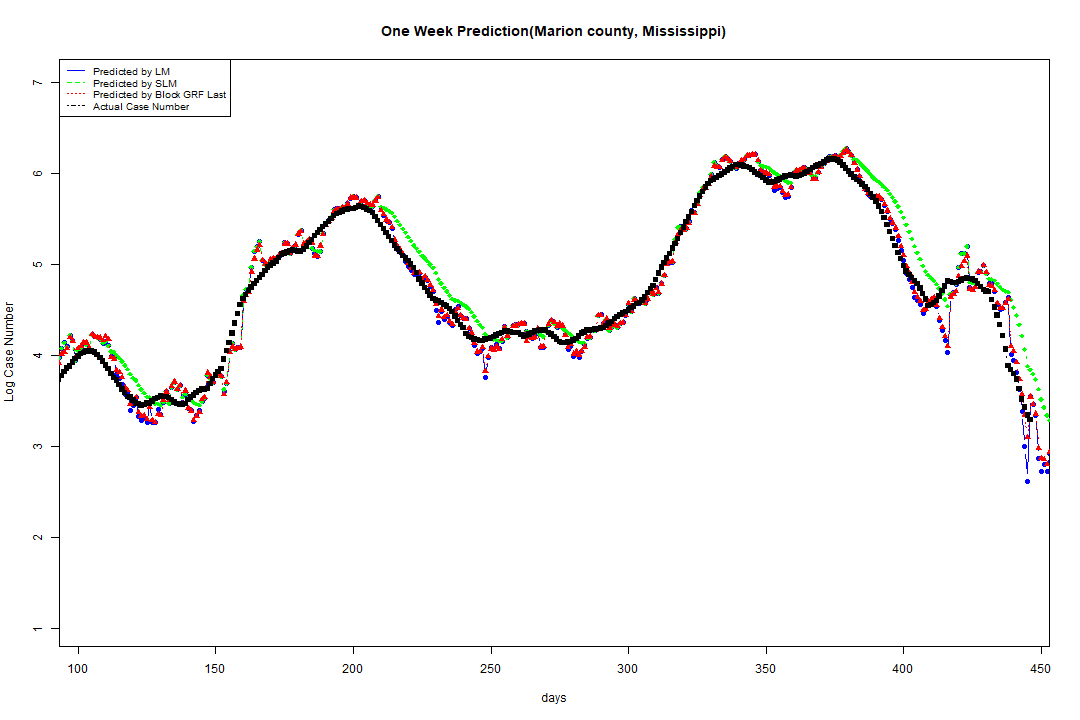 One Week Prediction(Marion county, Mississippi)
Predicted by LM
Predicted by SLM
Predicted by Block GRF Last
Actual Case Number
Log Case Number
7
6
5
4
3
2
1
100 150 200 250 300 350 400 450
days